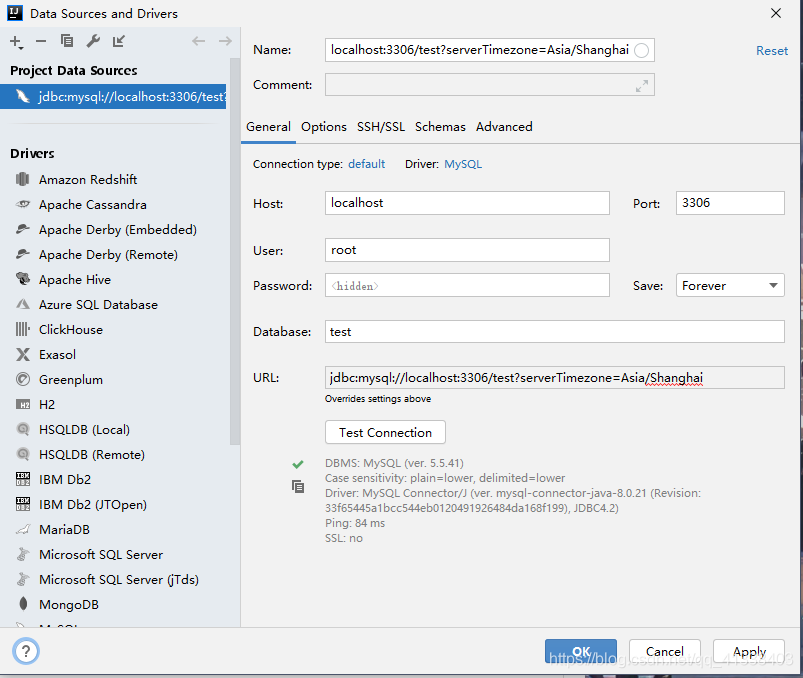 Data Sources and Drivers
Project Data Sources
jdbc:mysql://localhost:3306/test?
Drivers
Amazon Redshift
Apache Cassandra
Apache Derby (Embedded)
Apache Derby (Remote)
Apache Hive
Azure SQL Database
ClickHouse
Exasol
Greenplum
H2
HSQLDB (Local)
HSQLDB (Remote)
IBM Db2
IBM Db2 (JTOpen)
MariaDB
Microsoft SQL Server
Microsoft SQL Server (jTds)
MongoDB
Name: localhost:3306/test?serverTimezone=Asia/Shanghai Reset
Comment:
General Options SSH/SSL Schemas Advanced
Connection type: default Driver: MySQL
Host: localhost Port: 3306
User: root
Password: <hidden> Save: Forever
Database: test
URL: jdbc:mysql://localhost:3306/test?serverTimezone=Asia/Shanghai
Overrides settings above
Test Connection
DBMS: MySQL (ver. 5.5.41)
Case sensitivity: plain=lower, delimited=lower
Driver: MySQL Connector/J (ver. mysql-connector-java-8.0.21 (Revision:
33f65445a1bcc544eb0120491926484da168f199), JDBC4.2)
Ping: 84 ms
SSL: no
? OK Cancel Apply